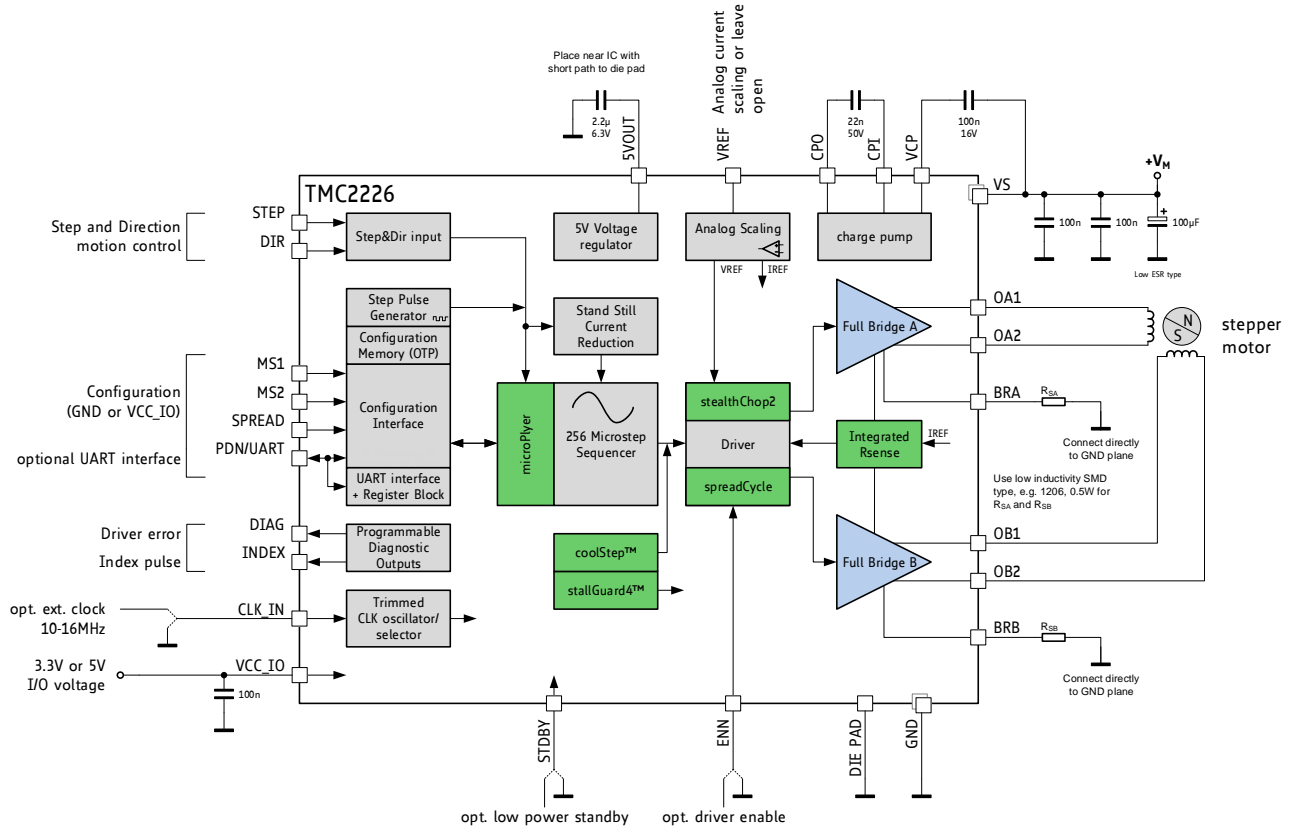 Place near IC with
short path to die pad
2.2µ
6.3V
5VOUT
Analog current
scaling or leave
open
VREF
22n
50V
CPO
CPI
100n
16V
VCP
+VM
VS
100n
100n
+
100µF
Low ESR type
TMC2226
Step and Direction
motion control
STEP
DIR
Step&Dir input
5V Voltage
regulator
Analog Scaling
VREF
IREF
charge pump
Step Pulse
Generator
Configuration
Memory (OTP)
Stand Still
Current
Reduction
Full Bridge A
OA1
OA2
N
S
stepper
motor
Configuration
(GND or VCC_IO)
optional UART interface
MS1
MS2
SPREAD
PDN/UART
Configuration
Interface
UART interface
+ Register Block
microPlyer
256 Microstep
Sequencer
stealthChop2
Driver
spreadCycle
Integrated
Rsense
IREF
BRA
RSA
Connect directly
to GND plane
Use low inductivity SMD
type, e.g. 1206, 0.5W for
RSA and RSB
Driver error
Index pulse
DIAG
INDEX
Programmable
Diagnostic
Outputs
coolStep™
stallGuard4™
Full Bridge B
OB1
OB2
opt. ext. clock
10-16MHz
CLK_IN
Trimmed
CLK oscillator/
selector
BRB
RSB
Connect directly
to GND plane
3.3V or 5V
I/O voltage
VCC_IO
100n
STDBY
ENN
DIE PAD
GND
opt. low power standby
opt. driver enable